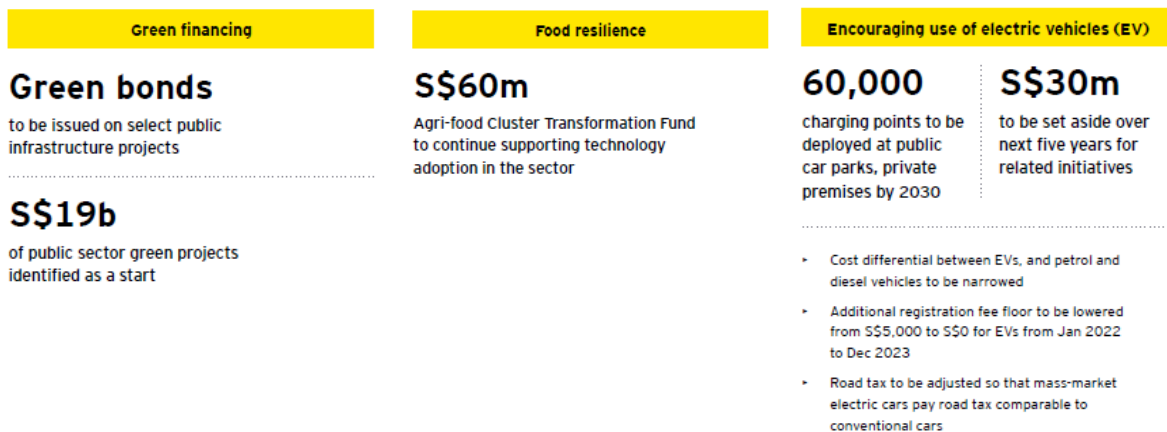 Green financing
Green bonds
to be issued on select public
infrastructure projects
S$19b
of public sector green projects
identified as a start
Food resilience
S$60m
Agri-food Cluster Transformation Fund
to continue supporting technology
adoption in the sector
Encouraging use of electric vehicles (EV)
60,000
charging points to be
deployed at public
car parks, private
premises by 2030
S$30m
to be set aside over
next five years for
related initiatives
▸ Cost differential between EVs, and petrol and
diesel vehicles to be narrowed
▸ Additional registration fee floor to be lowered
from S$5,000 to S$0 for EVs from Jan 2022
to Dec 2023
▸ Road tax to be adjusted so that mass-market
electric cars pay road tax comparable to
conventional cars